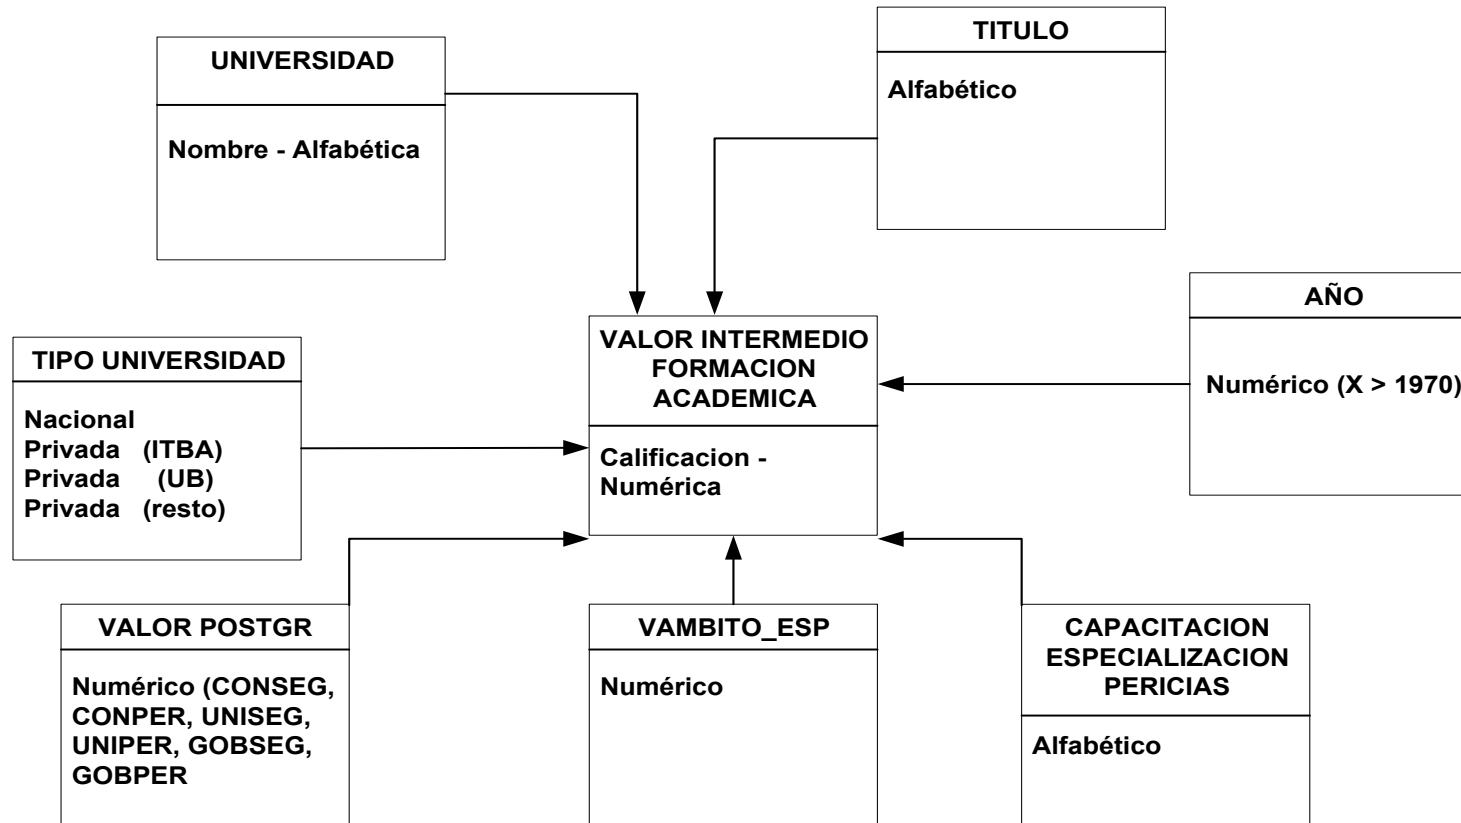 UNIVERSIDAD
Nombre - Alfabética
TITULO
Alfabético
AÑO
Numérico (X > 1970)
TIPO UNIVERSIDAD
Nacional
Privada (ITBA)
Privada (UB)
Privada (resto)
VALOR INTERMEDIO
FORMACION
ACADEMICA
Calificacion -
Numérica
VALOR POSTGR
Numérico (CONSEG,
CONPER, UNISEG,
UNIPER, GOBSEG,
GOBPER
VAMBITO_ESP
Numérico
CAPACITACION
ESPECIALIZACION
PERICIAS
Alfabético